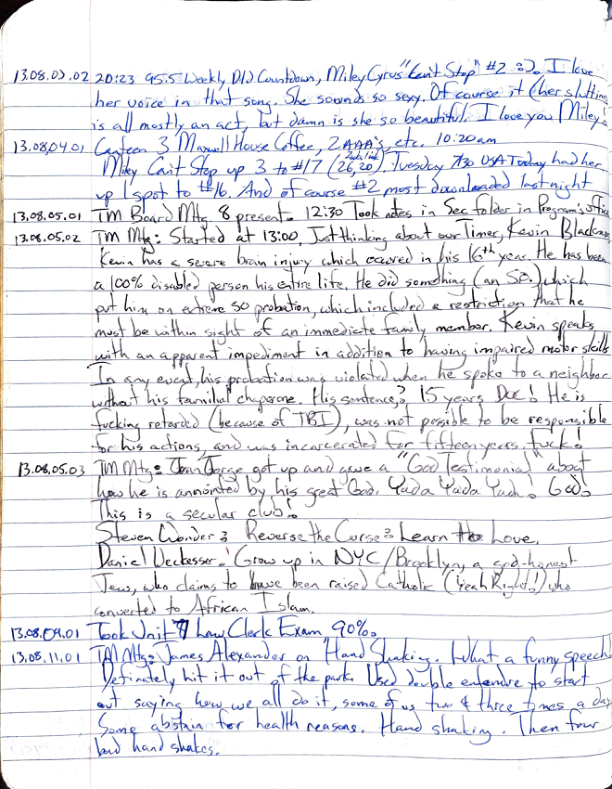 13.08.03.02 20:23 95.5 Weekly D/D Countdown, Miley Cyrus "Can't Stop" #2 :). I love
her voice in that song. She sounds so sexy. Of course it (her slutting)
is all mostly an act, but damn is she so beautiful. I love you Miley!
13.08.04.01 Canteen 3 Maxwell House Coffee, 2 AAA's, etc. 10:20am
Miley Can't Stop up 3 to #17 (26,20). Tuesday 7:30 USA Today had her
up 1 spot to #16. And of course #2 most downloaded last night
13.08.05.01 TM Board Mtg 8 present. 12:30 Took notes in Sec folder in Program's office
13.08.05.02 TM Mtg: Started at 13:00, Just thinking about our Timer, Kevin
Kevin has a severe brain injury which occured in his 16th year. He has been
a 100% disabled person his entire life. He did something (an SO.) which
put him on extreme SO probation, which included a restriction that he
must be within sight of an immediate family member. Kevin speaks
with an apparent impediment in addition to having impaired motor skills
In any event, his probation was violated when he spoke to a neighbor
without his familial chaperone. His sentence,? 15 years DOC! He is
fucking retarded (because of TBI), was not possible to be responsible
for his actions, and was incarcerated for fifteen years. fuck!
13.08.05.03 TM Mtg: George got up and gave a "God Testimonial" about
how he is annointed by his great God. Yada Yada Yada. God!
This is a secular club!
Steven Wonder: Reverse the Curse: Learn to Love.
Daniel Grow up in NYC/Brooklyn, a god-honest
Jew, who claims to have been raised Catholic (Yeah Right!) who
converted to African Islam.
13.08.09.01 Took Unit 7 Law Clerk Exam 90%.
13.08.11.01 TM Mtg: James Alexander on "Hand Shaking. What a funny speech
Definately hit it out of the park. Used double entendre to start
out saying how we all do it, some of us two & three times a day
Some abstain for health reasons. Hand shaking. Then four
bad hand shakes.